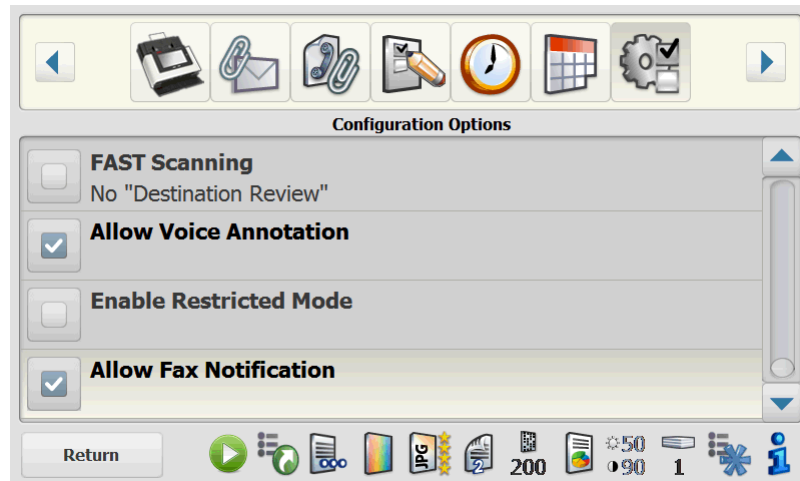 Configuration Options
FAST Scanning
No "Destination Review"
Allow Voice Annotation
Enable Restricted Mode
Allow Fax Notification
Return
JPG
2
200
50
90
1